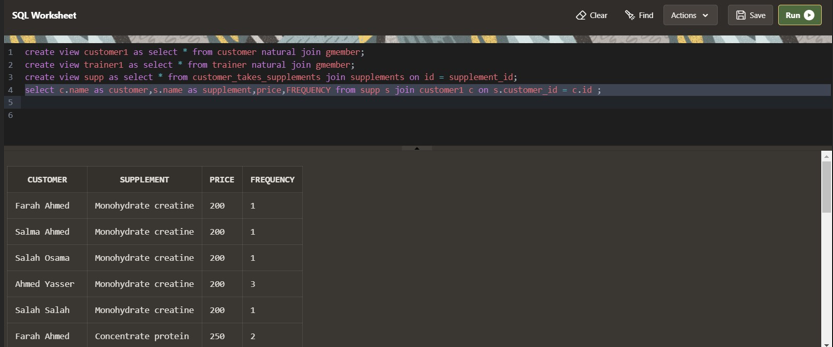 SQL Worksheet
Clear Find Actions Save Run
1 create view customer1 as select * from customer natural join gmember;
2 create view trainer1 as select * from trainer natural join gmember;
3 create view supp as select * from customer_takes_supplements join supplements on id = supplement_id;
4 select c.name as customer,s.name as supplement,price,FREQUENCY from supp s join customer1 c on s.customer_id = c.id ;
5
6
CUSTOMER SUPPLEMENT PRICE FREQUENCY
Farah Ahmed Monohydrate creatine 200 1
Salma Ahmed Monohydrate creatine 200 1
Salah Osama Monohydrate creatine 200 1
Ahmed Yasser Monohydrate creatine 200 3
Salah Salah Monohydrate creatine 200 1
Farah Ahmed Concentrate protein 250 2